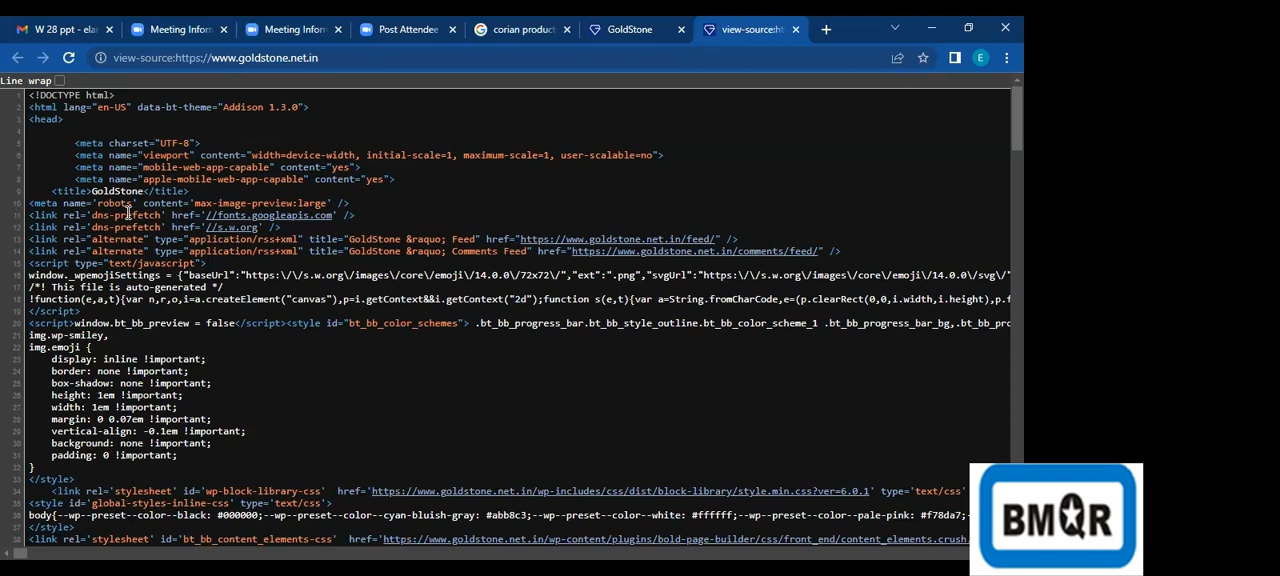 W 28 ppt - elan
Meeting Inform
Meeting Inform
Post Attendee
corian product
GoldStone
view-source:ht
view-source:https://www.goldstone.net.in
E
Line wrap
1 <!DOCTYPE html>
2 <html lang="en-US" data-bt-theme="Addison 1.3.0">
3 <head>
4
5 <meta charset="UTF-8">
6 <meta name="viewport" content="width=device-width, initial-scale=1, maximum-scale=1, user-scalable=no">
7 <meta name="mobile-web-app-capable" content="yes">
8 <meta name="apple-mobile-web-app-capable" content="yes">
9 <title>GoldStone</title>
10 <meta name='robots' content='max-image-preview:large' />
11 <link rel='dns-prefetch' href='//fonts.googleapis.com' />
12 <link rel='dns-prefetch' href='//s.w.org' />
13 <link rel="alternate" type="application/rss+xml" title="GoldStone &raquo; Feed" href="https://www.goldstone.net.in/feed/" />
14 <link rel="alternate" type="application/rss+xml" title="GoldStone &raquo; Comments Feed" href="https://www.goldstone.net.in/comments/feed/" />
15 <script type="text/javascript">
16 window._wpemojiSettings = {"baseUrl":"https:\/\/s.w.org\/images\/core\/emoji\/14.0.0\/72x72\/","ext":".png","svgUrl":"https:\/\/s.w.org\/images\/core\/emoji\/14.0.0\/svg\/"
17 /*! This file is auto-generated */
18 !function(e,a,t){var n,r,o,i=a.createElement("canvas"),p=i.getContext&&i.getContext("2d");function s(e,t){var a=String.fromCharCode,e=(p.clearRect(0,0,i.width,i.height),p.f
19 </script>
20 <script>window.bt_bb_preview = false</script><style id="bt_bb_color_schemes"> .bt_bb_progress_bar.bt_bb_style_outline.bt_bb_color_scheme_1 .bt_bb_progress_bar_bg,.bt_bb_pro
21 img.wp-smiley,
22 img.emoji {
23 display: inline !important;
24 border: none !important;
25 box-shadow: none !important;
26 height: 1em !important;
27 width: 1em !important;
28 margin: 0 0.07em !important;
29 vertical-align: -0.1em !important;
30 background: none !important;
31 padding: 0 !important;
32 }
33 </style>
34 <link rel='stylesheet' id='wp-block-library-css' href='https://www.goldstone.net.in/wp-includes/css/dist/block-library/style.min.css?ver=6.0.1' type='text/css'
35 <style id='global-styles-inline-css' type='text/css'>
36 body{--wp--preset--color--black: #000000;--wp--preset--color--cyan-bluish-gray: #abb8c3;--wp--preset--color--white: #ffffff;--wp--preset--color--pale-pink: #f78da7;-
37 </style>
38 <link rel='stylesheet' id='bt_bb_content_elements-css' href='https://www.goldstone.net.in/wp-content/plugins/bold-page-builder/css/front_end/content_elements.crush.
BMQR